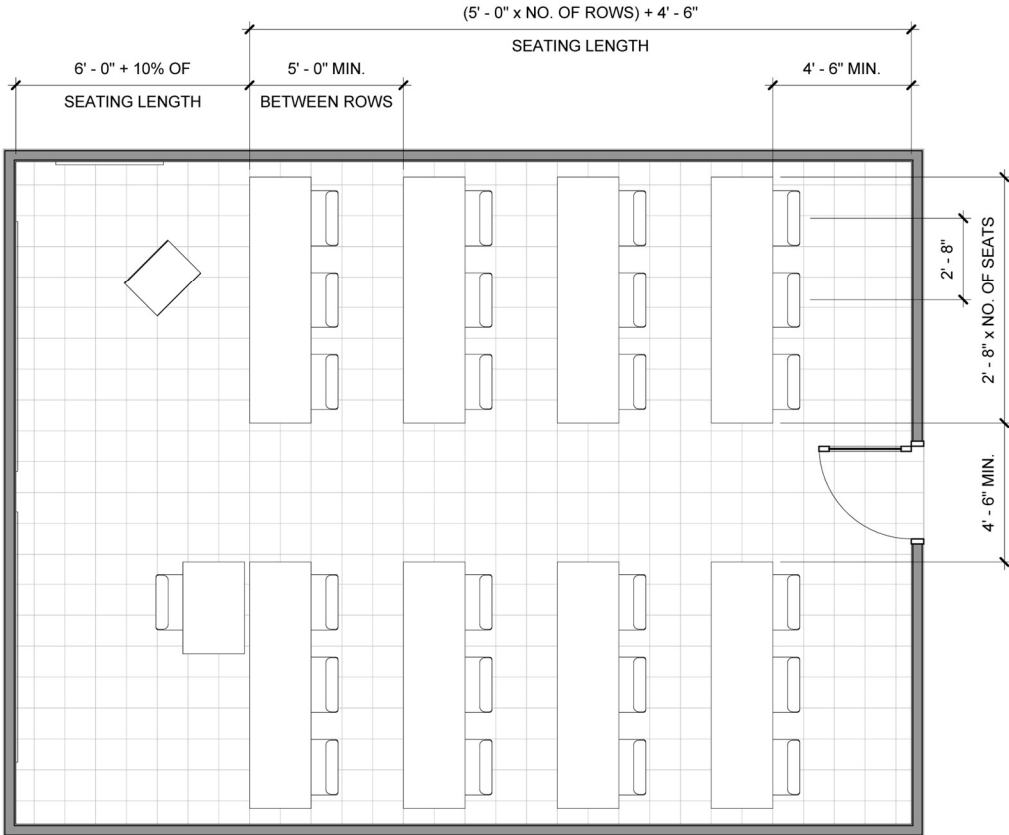 (5' - 0" x NO. OF ROWS) + 4' - 6"
SEATING LENGTH
6' - 0" + 10% OF
SEATING LENGTH
5' - 0" MIN.
BETWEEN ROWS
4' - 6" MIN.
2' - 8"
2' - 8" x NO. OF SEATS
4' - 6" MIN.